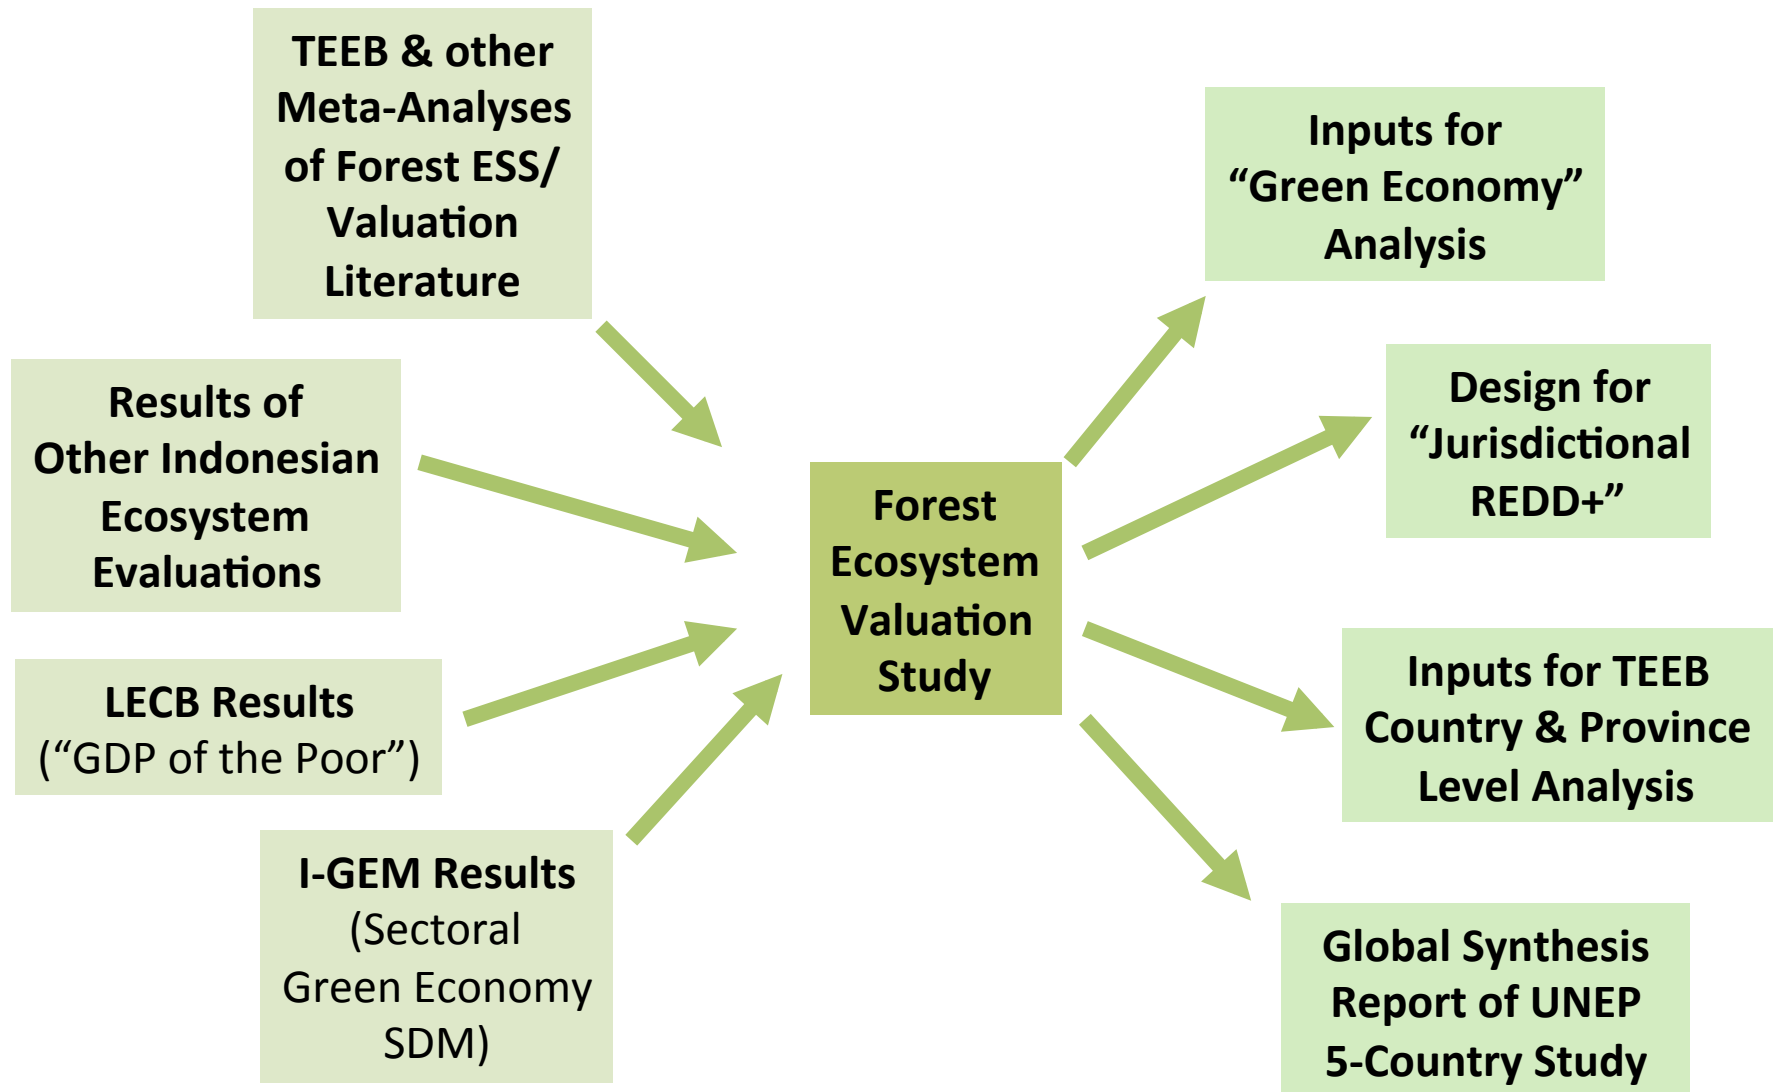 TEEB & other
Meta-Analyses
of Forest ESS/
Valuation
Literature
Results of
Other Indonesian
Ecosystem
Evaluations
LECB Results
(“GDP of the Poor”)
I-GEM Results
(Sectoral
Green Economy
SDM)
Forest
Ecosystem
Valuation
Study
Inputs for
“Green Economy”
Analysis
Design for
“Jurisdictional
REDD+”
Inputs for TEEB
Country & Province
Level Analysis
Global Synthesis
Report of UNEP
5-Country Study